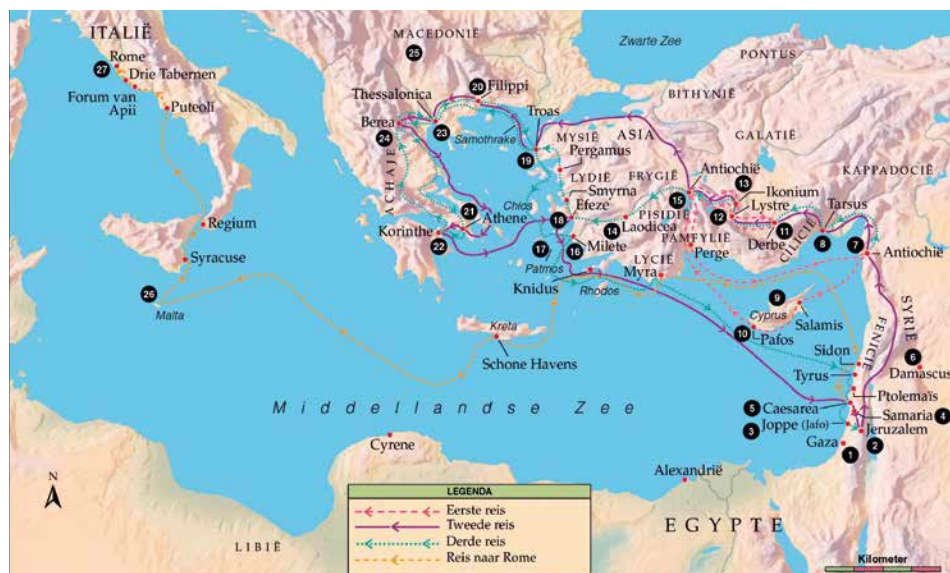 ITALIË
Rome
27
Drie Tabernen
Forum van
Apii
Puteoli
Regium
Syracuse
26
Malta
MACEDONIË
25
Zwarte Zee
PONTUS
BITHYNIË
GALATIË
KAPPADOCIË
20
Filippi
Thessalonica
Troas
Berea
23
24
Samothrake
19
MYSIË
ASIA
Pergamus
LYDIË
FRYGIË
Antiochië
13
Ikonium
Lystre
Tarsus
ACHAJE
Chios
Smyrna
Efeze
15
12
21
Athene
18
14
PISIDIË
Laodicea
11
Derbe
CILICIË
8
7
Antiochië
Korinthe
22
17
16
Milete
PAMFYLIË
Perge
Patmos
LYCIË
Knidus
Rhodos
Myra
9
Cyprus
Salamis
SYRIË
FENICIË
Kreta
Schone Havens
10
Pafos
Sidon
6
Damascus
Tyrus
Ptolemaïs
Middellandse Zee
5
Caesarea
Samaria
4
3
Joppe (Jafo)
Jeruzalem
Gaza
1
2
Cyrene
Alexandrië
N
LIBIË
EGYPTE
LEGENDA
Eerste reis
Tweede reis
Derde reis
Reis naar Rome
Kilometer